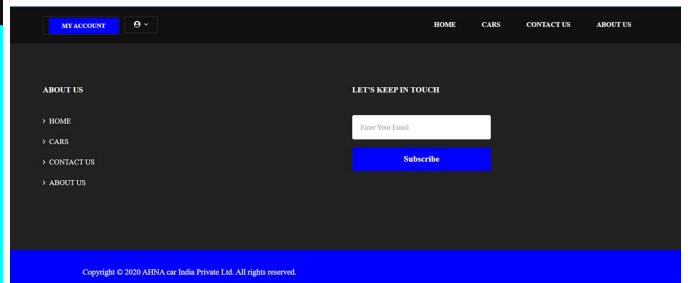 MY ACCOUNT
HOME CARS CONTACT US ABOUT US
ABOUT US
> HOME
> CARS
> CONTACT US
> ABOUT US
LET'S KEEP IN TOUCH
Enter Your Email
Subscribe
Copyright © 2020 AHNA car India Private Ltd. All rights reserved.